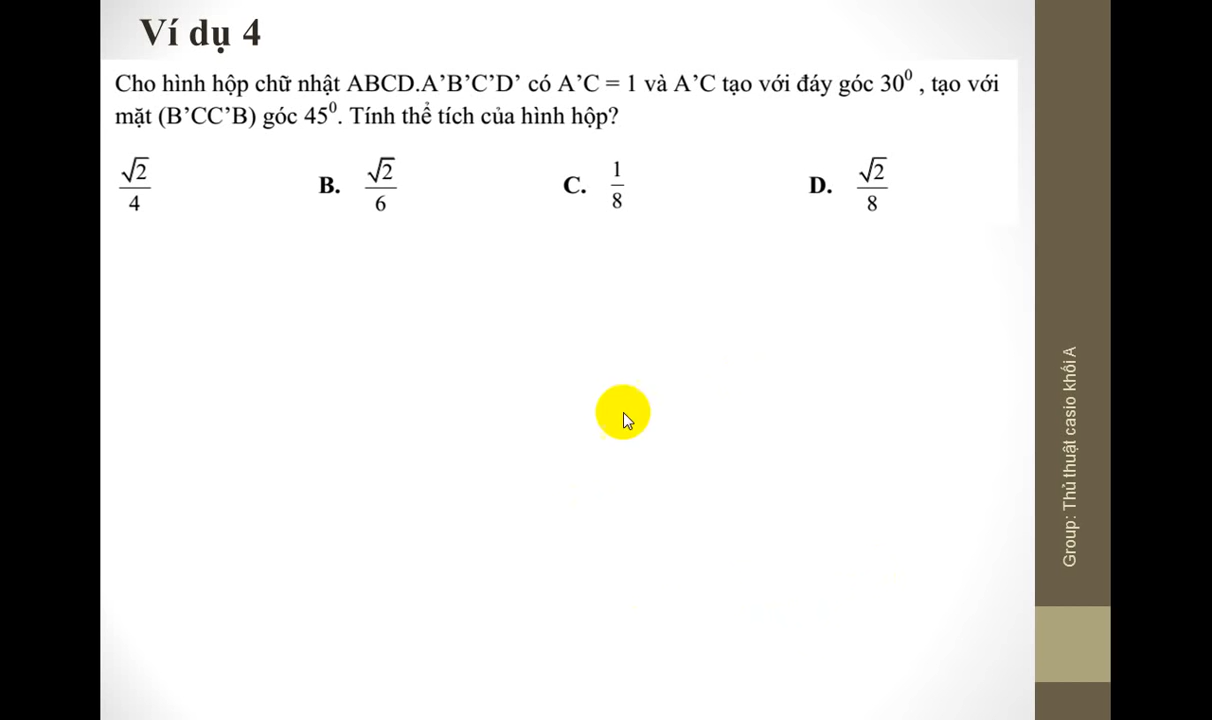 Ví dụ 4
Cho hình hộp chữ nhật ABCD.A’B’C’D’ có A’C = 1 và A’C tạo với đáy góc 30⁰ , tạo với
mặt (B’CC’B) góc 45⁰. Tính thể tích của hình hộp?
√2/4 B. √2/6 C. 1/8 D. √2/8
Group: Thủ thuật casio khối A